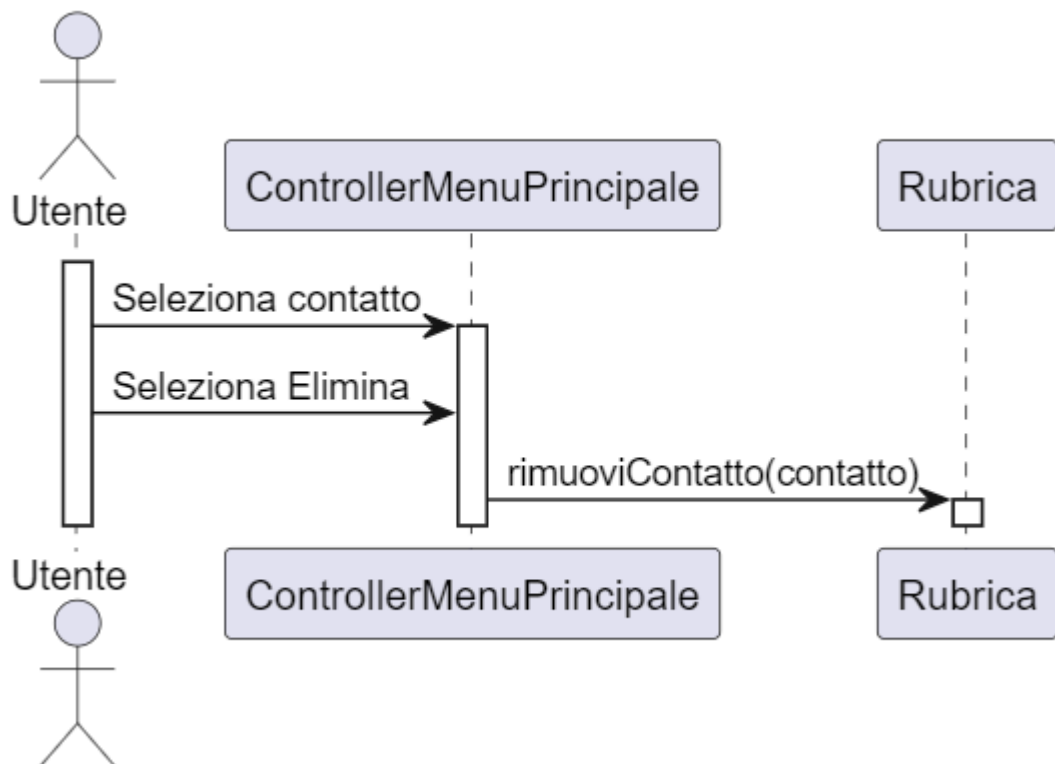 Utente
ControllerMenuPrincipale
Rubrica
Seleziona contatto
Seleziona Elimina
rimuoviContatto(contatto)
Utente
ControllerMenuPrincipale
Rubrica